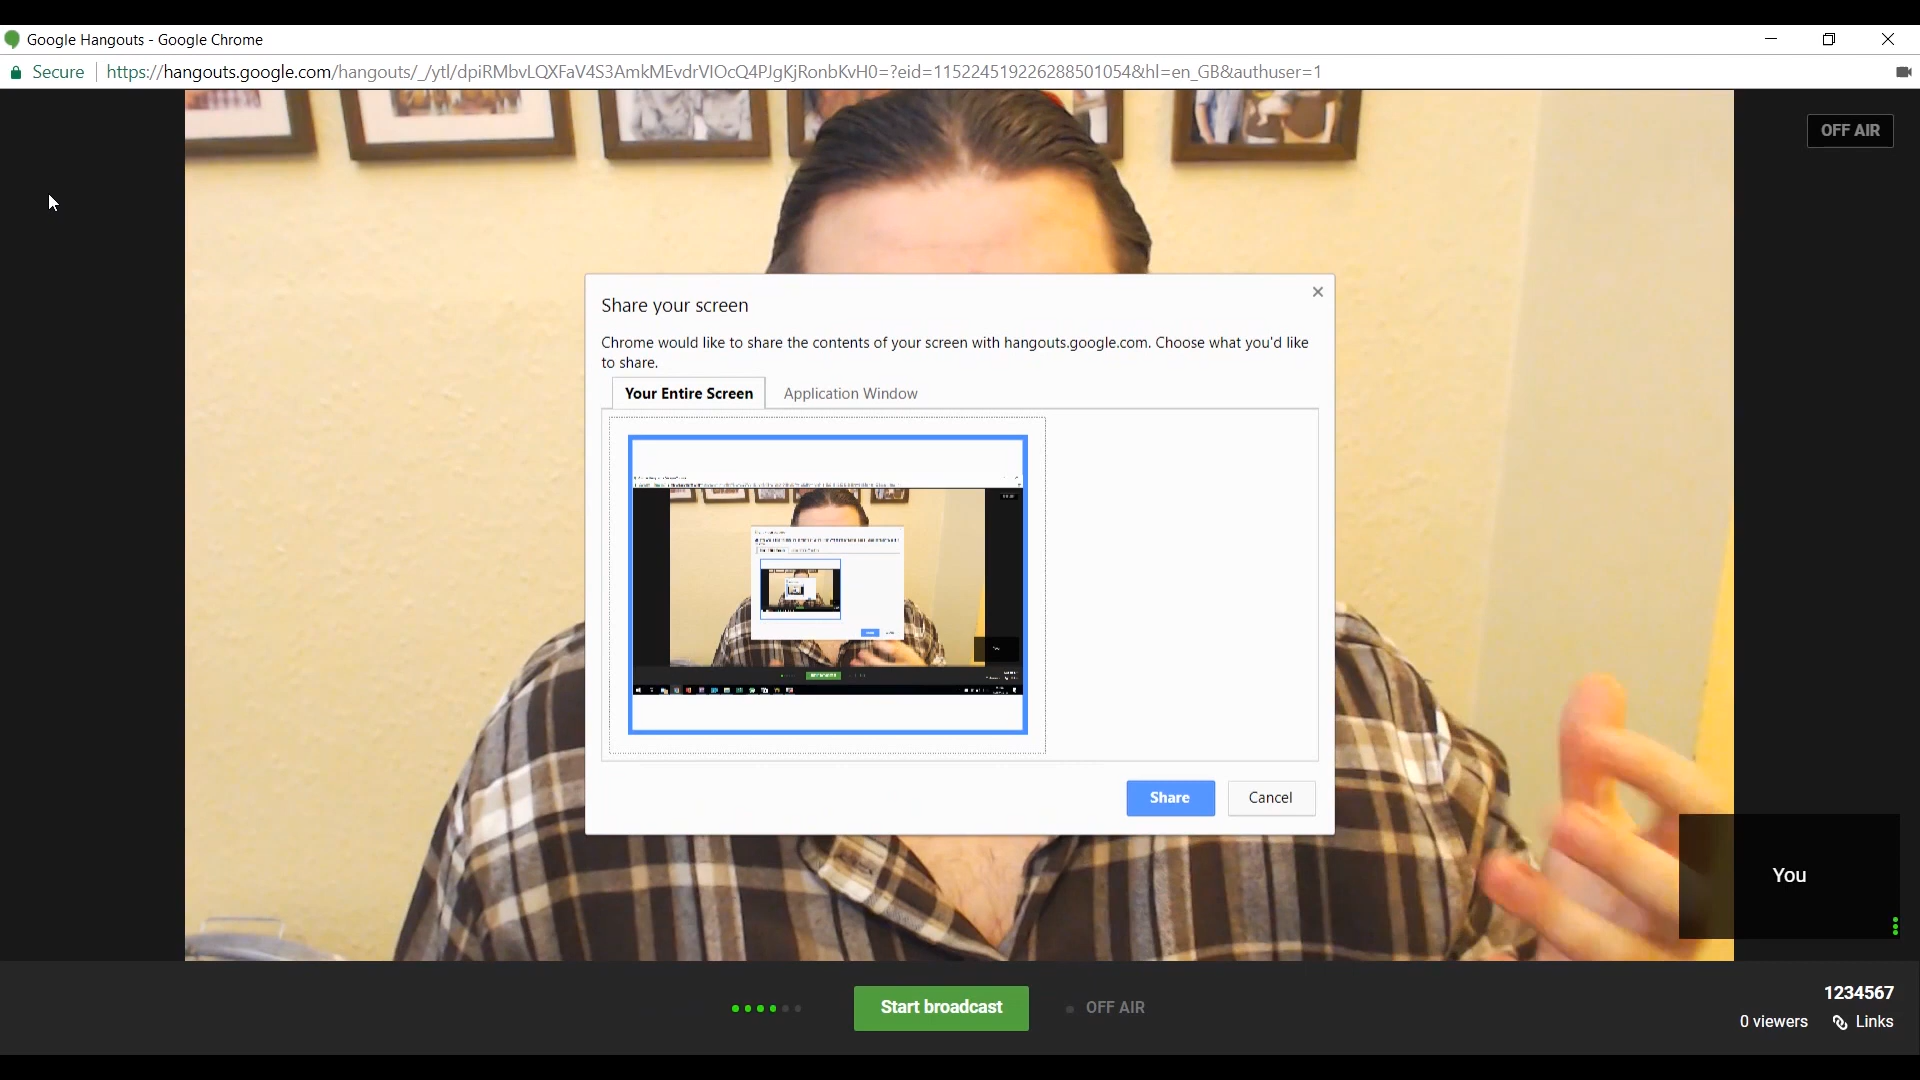 Google Hangouts - Google Chrome
Secure https://hangouts.google.com/hangouts/_/ytl/dpiRMbvLQXFaV4S3AmkMEvdrVIOcQ4PJgKjRonbKvH0=?eid=115224519226288501054&hl=en_GB&authuser=1
OFF AIR
Share your screen
Chrome would like to share the contents of your screen with hangouts.google.com. Choose what you'd like
to share.
Your Entire Screen Application Window
Share Cancel
You
Start broadcast OFF AIR
1234567
0 viewers Links